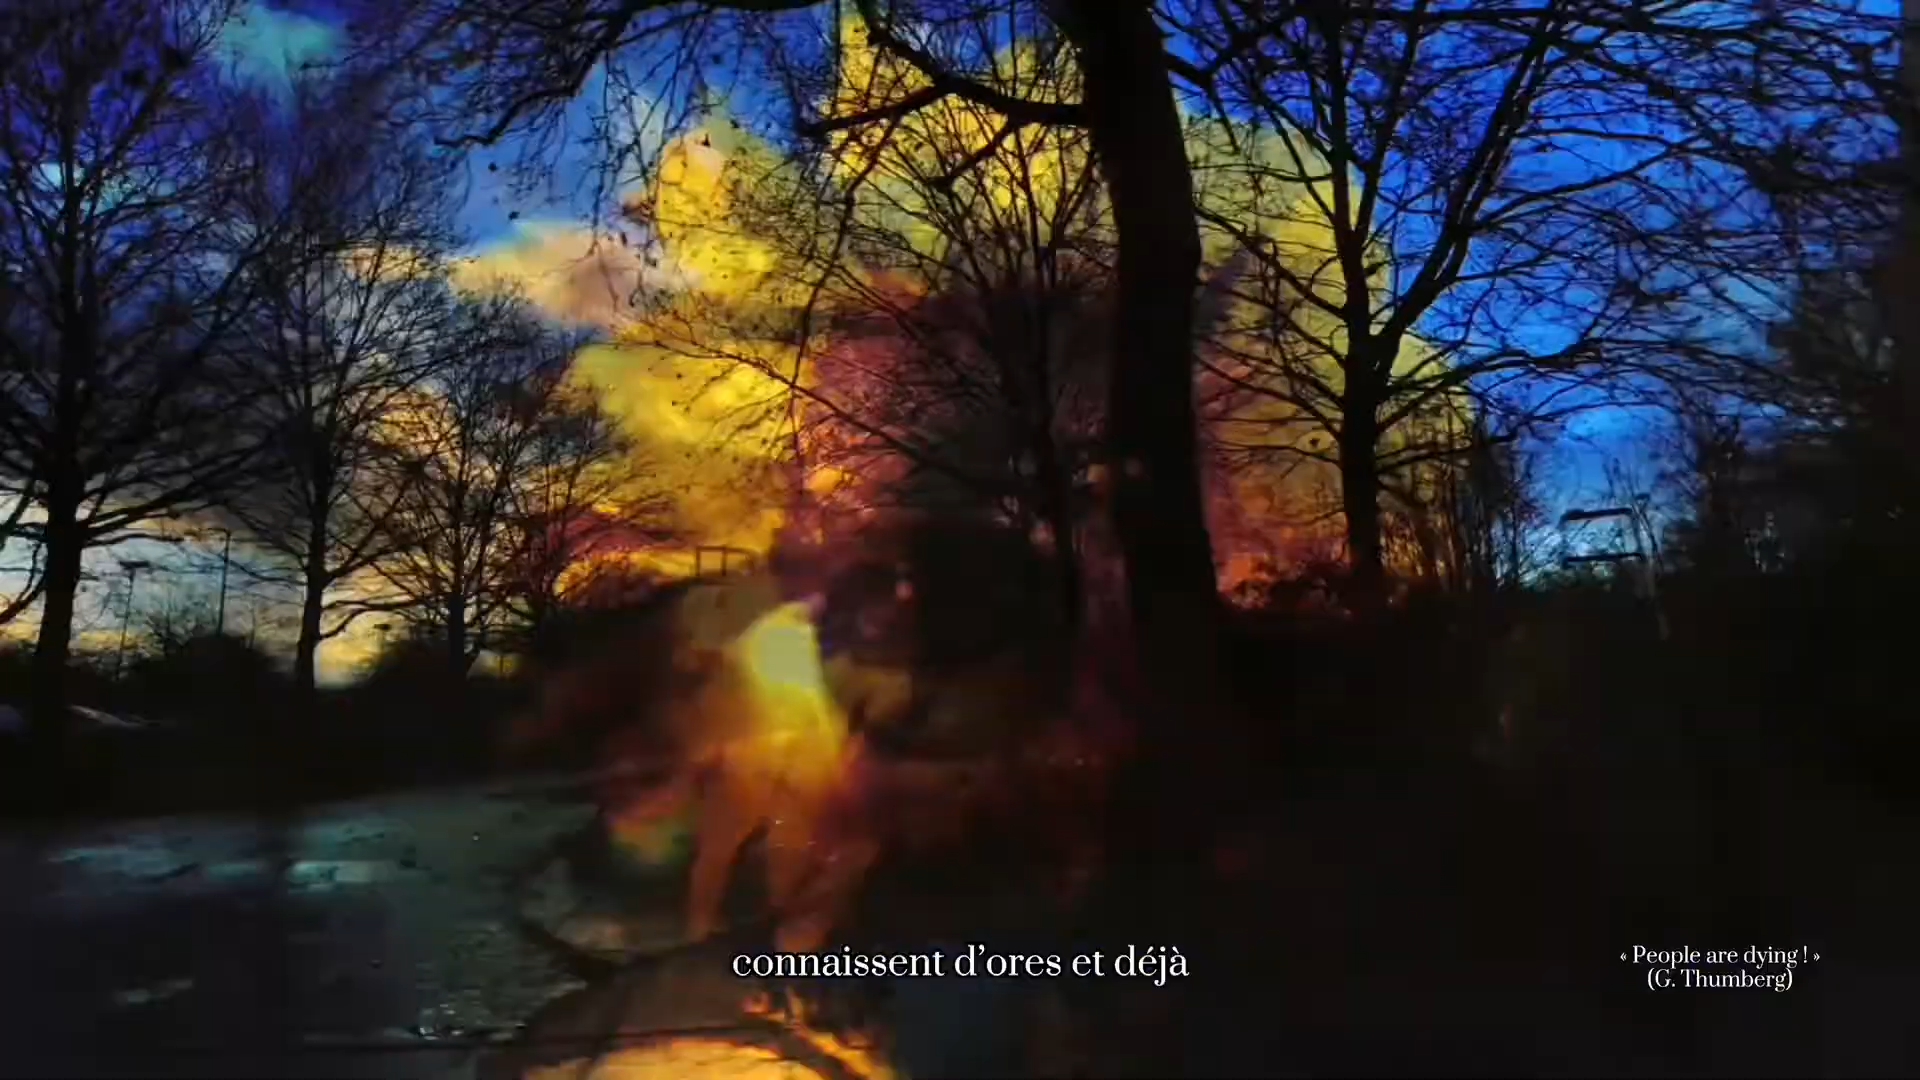 connaissent d’ores et déjà
« People are dying ! »
(G. Thumberg)